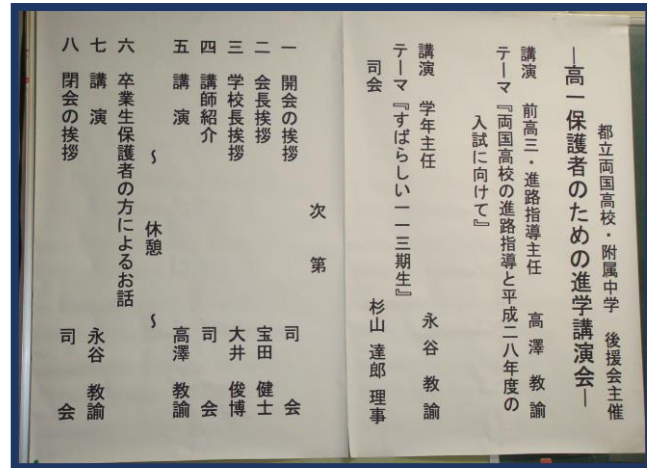 都立両国高校・附属中学 後援会主催
―高一保護者のための進学講演会―
講演 前高三・進路指導主任 高澤 教諭
テーマ『両国高校の進路指導と平成二八年度の
入試に向けて』
講演 学年主任 永谷 教諭
テーマ『すばらしい一一三期生』
司会 杉山 達郎 理事
次 第
一 開会の挨拶 司 会
二 会長挨拶 宝田 健士
三 学校長挨拶 大井 俊博
四 講師紹介 司 会
五 講 演 高澤 教諭
~ 休憩 ~
六 卒業生保護者の方によるお話
七 講 演 永谷 教諭
八 閉会の挨拶 司 会